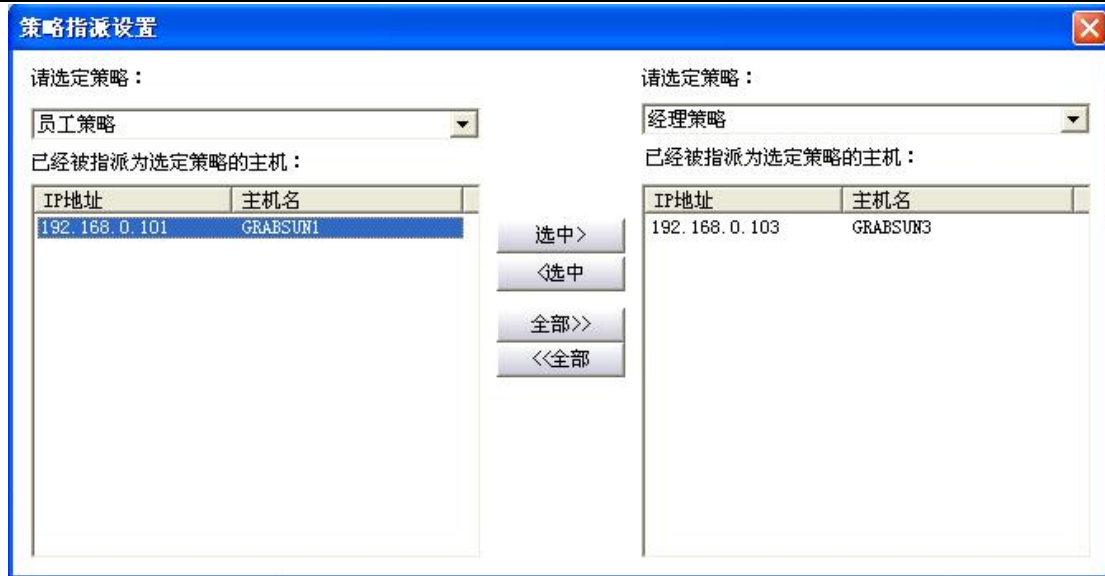 策略指派设置
请选定策略：
员工策略
已经被指派为选定策略的主机：
IP地址 主机名
192.168.0.101 GRABSUN1
选中>
<选中
全部>>
<<全部
请选定策略：
经理策略
已经被指派为选定策略的主机：
IP地址 主机名
192.168.0.103 GRABSUN3